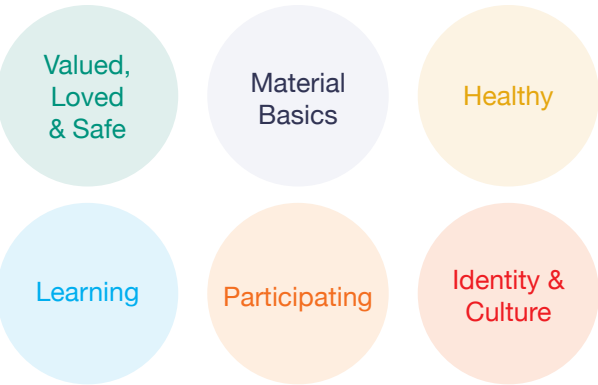 Valued,
Loved
& Safe
Material
Basics
Healthy
Learning
Participating
Identity &
Culture